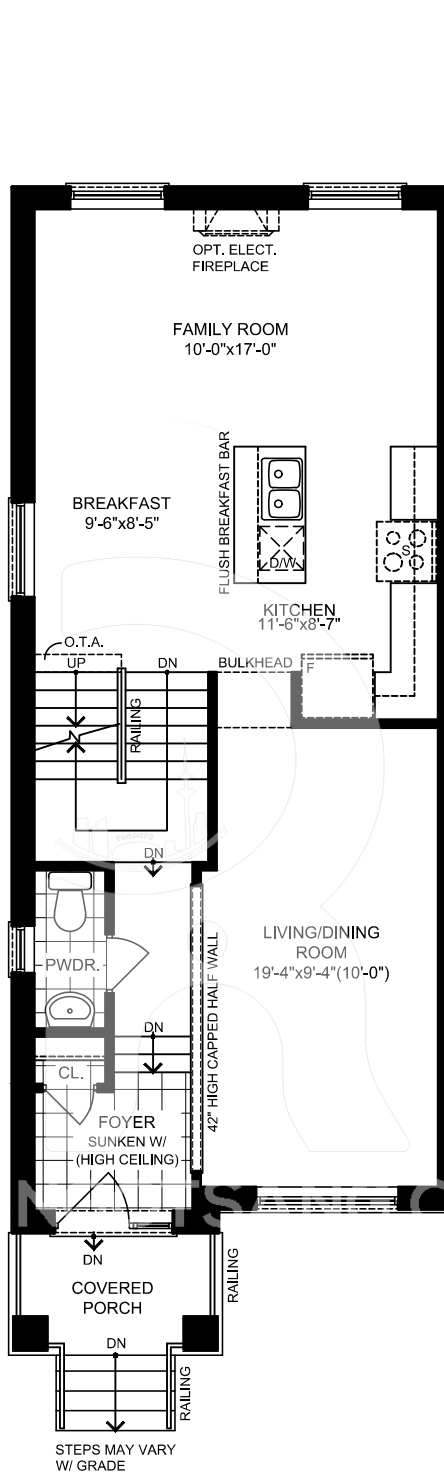 OPT. ELECT.
FIREPLACE
FAMILY ROOM
10'-0"x17'-0"
FLUSH BREAKFAST BAR
BREAKFAST
9'-6"x8'-5"
S
D/W
KITCHEN
11'-6"x8'-7"
O.T.A.
UP
DN
BULKHEAD
F
RAILING
DN
PWDR.
LIVING/DINING
ROOM
19'-4"x9'-4"(10'-0")
42" HIGH CAPPED HALF WALL
DN
CL.
FOYER
SUNKEN W/
(HIGH CEILING)
DN
COVERED
PORCH
RAILING
DN
RAILING
STEPS MAY VARY
W/ GRADE